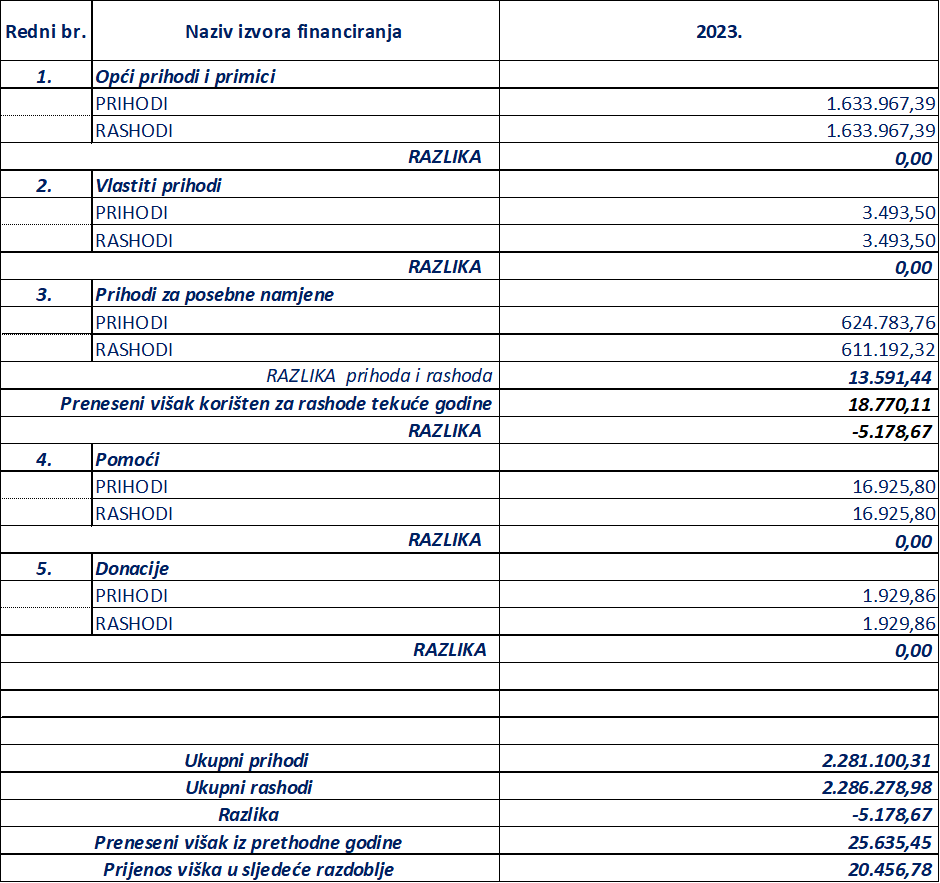 Redni br. Naziv izvora financiranja 2023.
1. Opći prihodi i primici
PRIHODI 1.633.967,39
RASHODI 1.633.967,39
RAZLIKA 0,00
2. Vlastiti prihodi
PRIHODI 3.493,50
RASHODI 3.493,50
RAZLIKA 0,00
3. Prihodi za posebne namjene
PRIHODI 624.783,76
RASHODI 611.192,32
RAZLIKA prihoda i rashoda 13.591,44
Preneseni višak korišten za rashode tekuće godine 18.770,11
RAZLIKA -5.178,67
4. Pomoći
PRIHODI 16.925,80
RASHODI 16.925,80
RAZLIKA 0,00
5. Donacije
PRIHODI 1.929,86
RASHODI 1.929,86
RAZLIKA 0,00
Ukupni prihodi 2.281.100,31
Ukupni rashodi 2.286.278,98
Razlika -5.178,67
Preneseni višak iz prethodne godine 25.635,45
Prijenos viška u sljedeće razdoblje 20.456,78